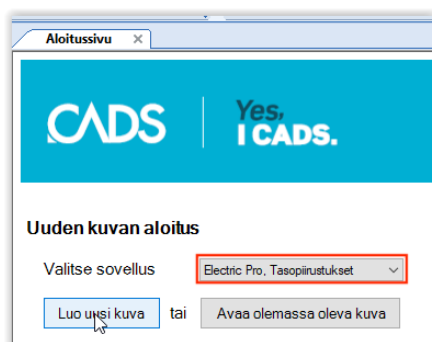 Aloitussivu
CADS
Yes,
I CADS.
Uuden kuvan aloitus
Valitse sovellus Electric Pro, Tasopiirustukset
Luo uusi kuva tai Avaa olemassa oleva kuva